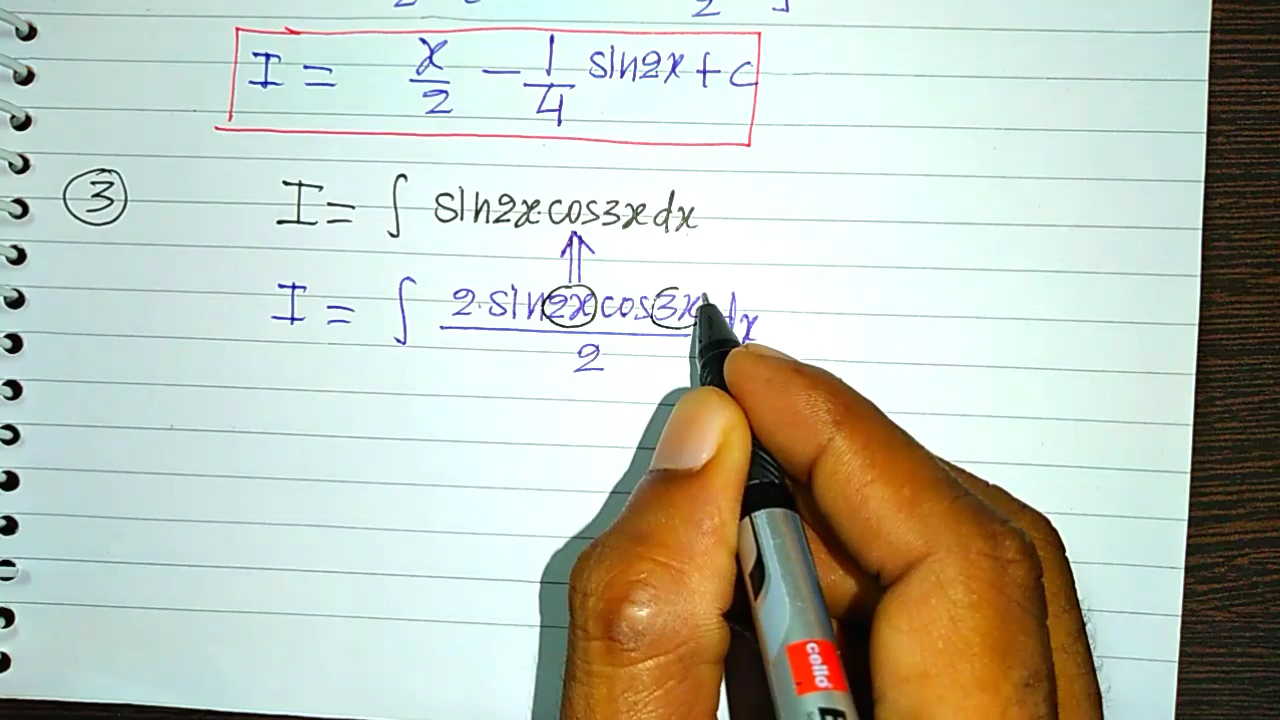 I = x/2 - 1/4 sin2x + c
③ I = ∫ sin2x·cos3x dx
I = ∫ 2·sin2x cos3x / 2 dx
cello